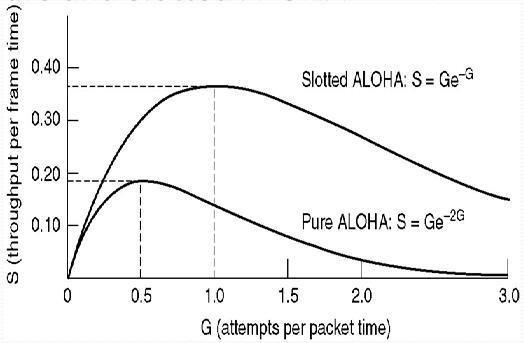 S (throughput per frame time)
0.40
0.30
0.20
0.10
Slotted ALOHA: S = Ge–G
Pure ALOHA: S = Ge–2G
0 0.5 1.0 1.5 2.0 3.0
G (attempts per packet time)